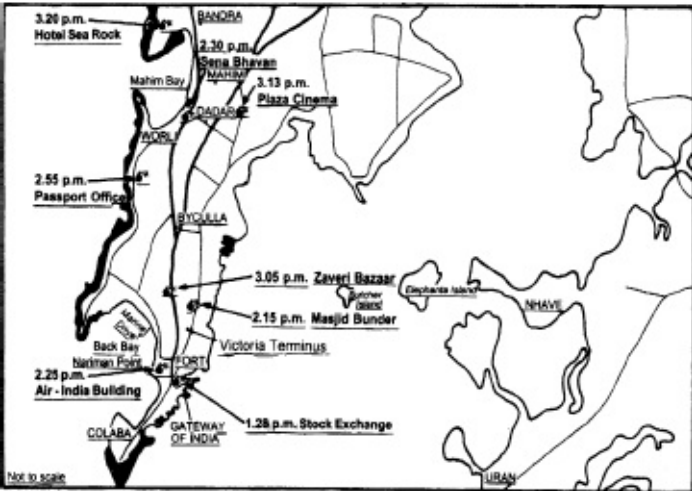 3.20 p.m.
Hotel Sea Rock
BANDRA
2.30 p.m.
Sena Bhavan
MAHIM
Mahim Bay
3.13 p.m.
Plaza Cinema
DADAR
WORLI
2.55 p.m.
Passport Office
BYCULLA
3.05 p.m. Zaveri Bazaar
Butcher
Island
Elephanta Island
NHAVE
2.15 p.m. Masjid Bunder
Marine
Drive
Back Bay
Victoria Terminus
Nariman Point
FORT
2.25 p.m.
Air - India Building
1.28 p.m. Stock Exchange
COLABA
GATEWAY
OF INDIA
Not to scale
URAN